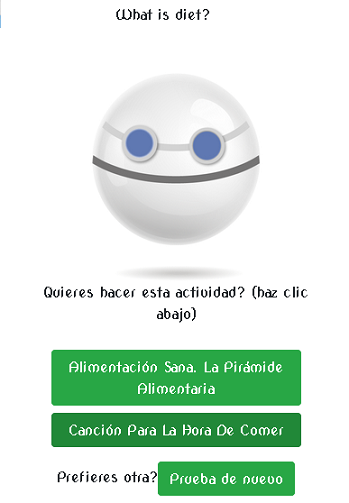 What is diet?
Quieres hacer esta actividad? (haz clic
abajo)
Alimentación Sana. La Pirámide
Alimentaria
Canción Para La Hora De Comer
Prefieres otra? Prueba de nuevo